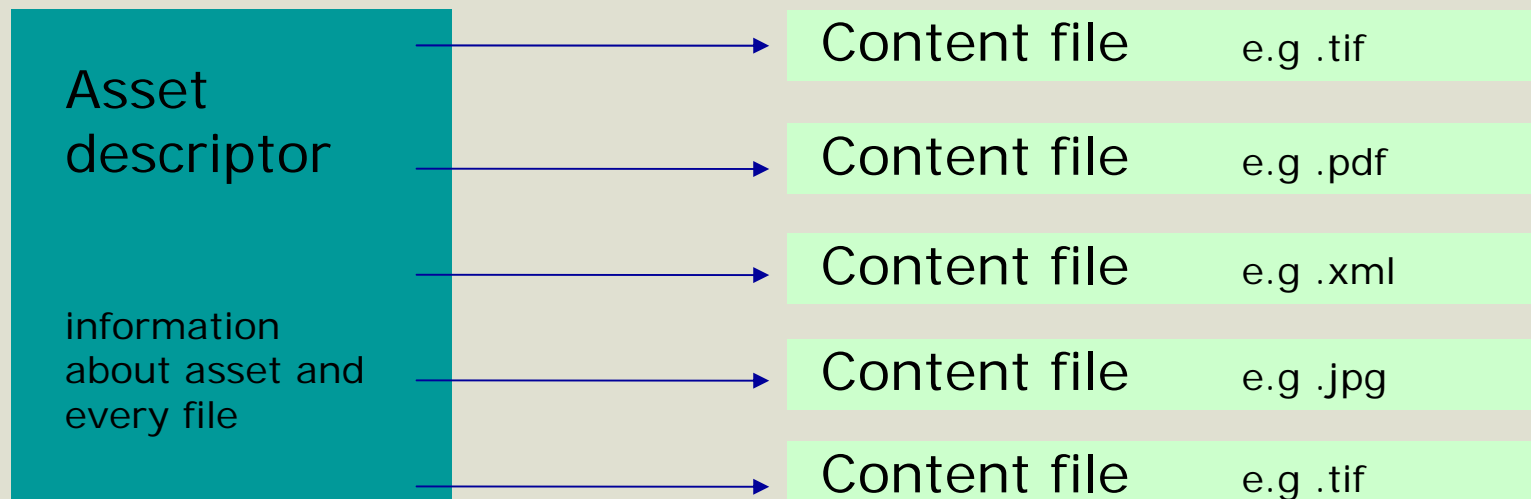 Asset
descriptor
information
about asset and
every file
Content file e.g .tif
Content file e.g .pdf
Content file e.g .xml
Content file e.g .jpg
Content file e.g .tif